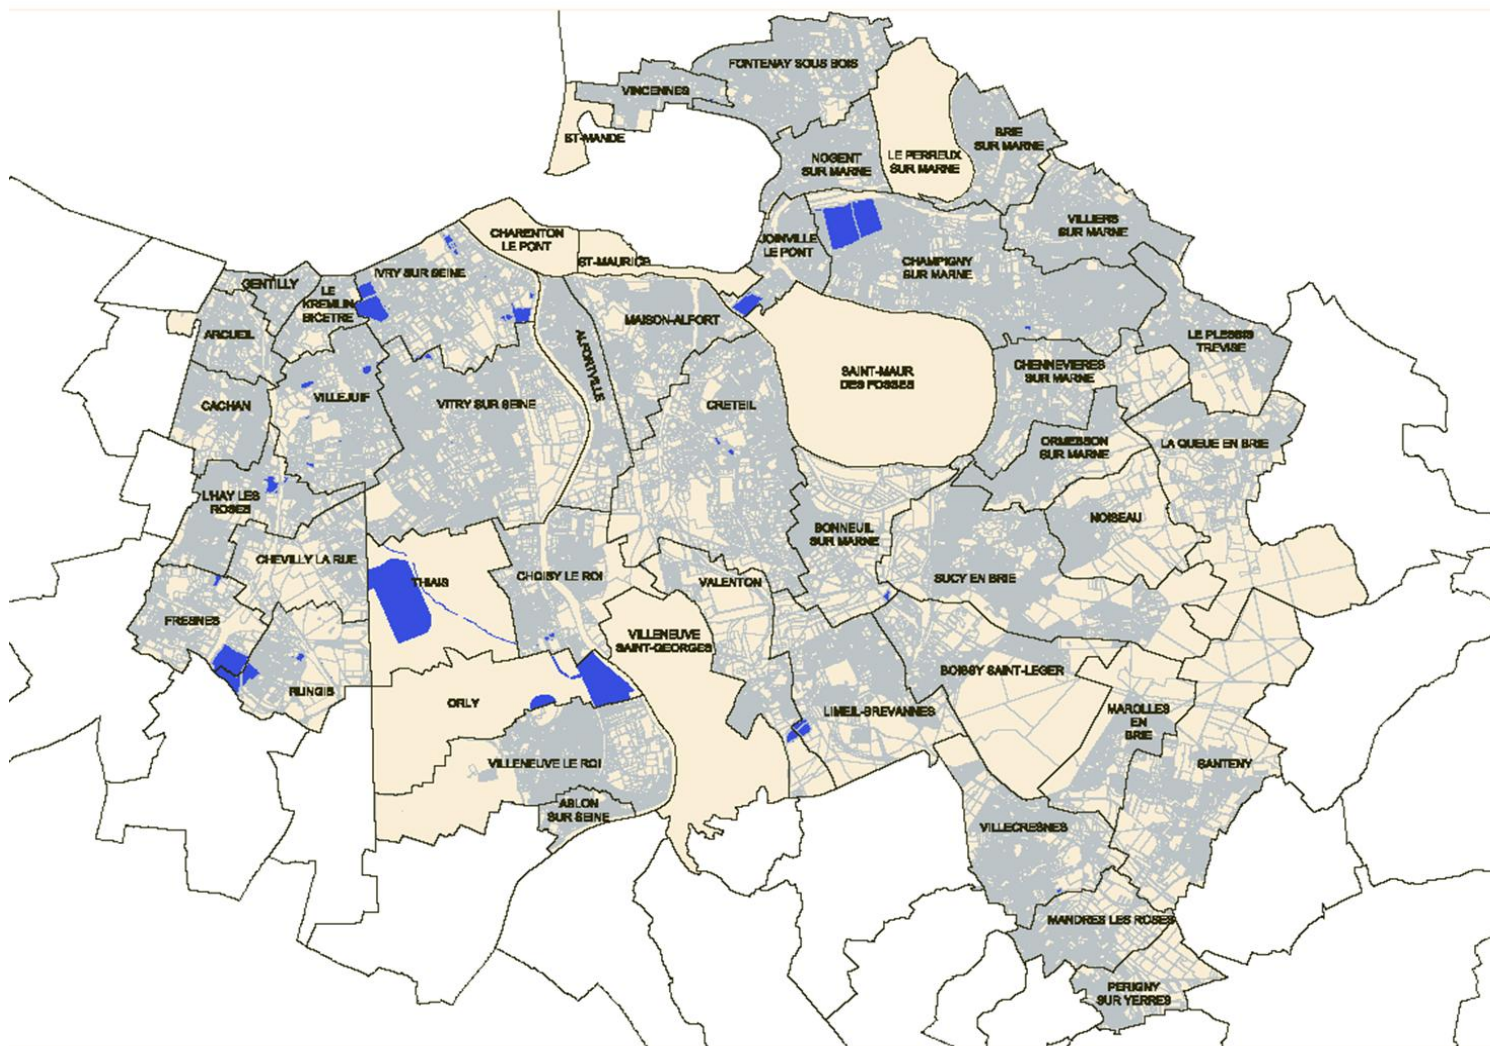 FONTENAY SOUS BOIS
VINCENNES
ST-MANDE
BRIE
SUR MARNE
NOGENT
SUR MARNE
LE PERREUX
SUR MARNE
VILLIERS
SUR MARNE
CHARENTON
LE PONT
ST-MAURICE
JOINVILLE
LE PONT
CHAMPIGNY
SUR MARNE
GENTILLY
LE
KREMLIN
BICETRE
IVRY SUR SEINE
ARCUEIL
MAISON-ALFORT
ALFORTVILLE
LE PLESSIS
TREVISE
SAINT-MAUR
DES FOSSES
CHENNEVIERES
SUR MARNE
CACHAN
VILLEJUIF
VITRY SUR SEINE
CRETEIL
ORMESSON
SUR MARNE
LA QUEUE EN BRIE
L'HAY LES
ROSES
NOISEAU
BONNEUIL
SUR MARNE
CHEVILLY LA RUE
THIAIS
CHOISY LE ROI
VALENTON
SUCY EN BRIE
FRESNES
VILLENEUVE
SAINT-GEORGES
BOISSY SAINT-LEGER
RUNGIS
ORLY
LIMEIL-BREVANNES
MAROLLES
EN
BRIE
SANTENY
VILLENEUVE LE ROI
ABLON
SUR SEINE
VILLECRESNES
MANDRES LES ROSES
PERIGNY
SUR YERRES